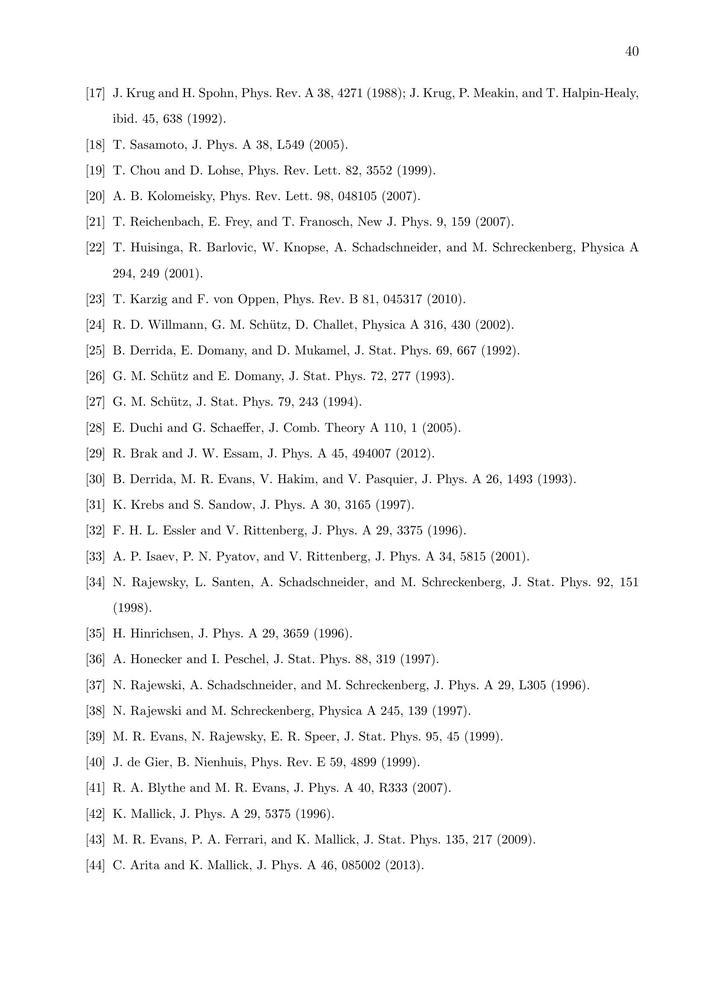 40
[17] J. Krug and H. Spohn, Phys. Rev. A 38, 4271 (1988); J. Krug, P. Meakin, and T. Halpin-Healy,
ibid. 45, 638 (1992).
[18] T. Sasamoto, J. Phys. A 38, L549 (2005).
[19] T. Chou and D. Lohse, Phys. Rev. Lett. 82, 3552 (1999).
[20] A. B. Kolomeisky, Phys. Rev. Lett. 98, 048105 (2007).
[21] T. Reichenbach, E. Frey, and T. Franosch, New J. Phys. 9, 159 (2007).
[22] T. Huisinga, R. Barlovic, W. Knopse, A. Schadschneider, and M. Schreckenberg, Physica A
294, 249 (2001).
[23] T. Karzig and F. von Oppen, Phys. Rev. B 81, 045317 (2010).
[24] R. D. Willmann, G. M. Schütz, D. Challet, Physica A 316, 430 (2002).
[25] B. Derrida, E. Domany, and D. Mukamel, J. Stat. Phys. 69, 667 (1992).
[26] G. M. Schütz and E. Domany, J. Stat. Phys. 72, 277 (1993).
[27] G. M. Schütz, J. Stat. Phys. 79, 243 (1994).
[28] E. Duchi and G. Schaeffer, J. Comb. Theory A 110, 1 (2005).
[29] R. Brak and J. W. Essam, J. Phys. A 45, 494007 (2012).
[30] B. Derrida, M. R. Evans, V. Hakim, and V. Pasquier, J. Phys. A 26, 1493 (1993).
[31] K. Krebs and S. Sandow, J. Phys. A 30, 3165 (1997).
[32] F. H. L. Essler and V. Rittenberg, J. Phys. A 29, 3375 (1996).
[33] A. P. Isaev, P. N. Pyatov, and V. Rittenberg, J. Phys. A 34, 5815 (2001).
[34] N. Rajewsky, L. Santen, A. Schadschneider, and M. Schreckenberg, J. Stat. Phys. 92, 151
(1998).
[35] H. Hinrichsen, J. Phys. A 29, 3659 (1996).
[36] A. Honecker and I. Peschel, J. Stat. Phys. 88, 319 (1997).
[37] N. Rajewski, A. Schadschneider, and M. Schreckenberg, J. Phys. A 29, L305 (1996).
[38] N. Rajewski and M. Schreckenberg, Physica A 245, 139 (1997).
[39] M. R. Evans, N. Rajewsky, E. R. Speer, J. Stat. Phys. 95, 45 (1999).
[40] J. de Gier, B. Nienhuis, Phys. Rev. E 59, 4899 (1999).
[41] R. A. Blythe and M. R. Evans, J. Phys. A 40, R333 (2007).
[42] K. Mallick, J. Phys. A 29, 5375 (1996).
[43] M. R. Evans, P. A. Ferrari, and K. Mallick, J. Stat. Phys. 135, 217 (2009).
[44] C. Arita and K. Mallick, J. Phys. A 46, 085002 (2013).